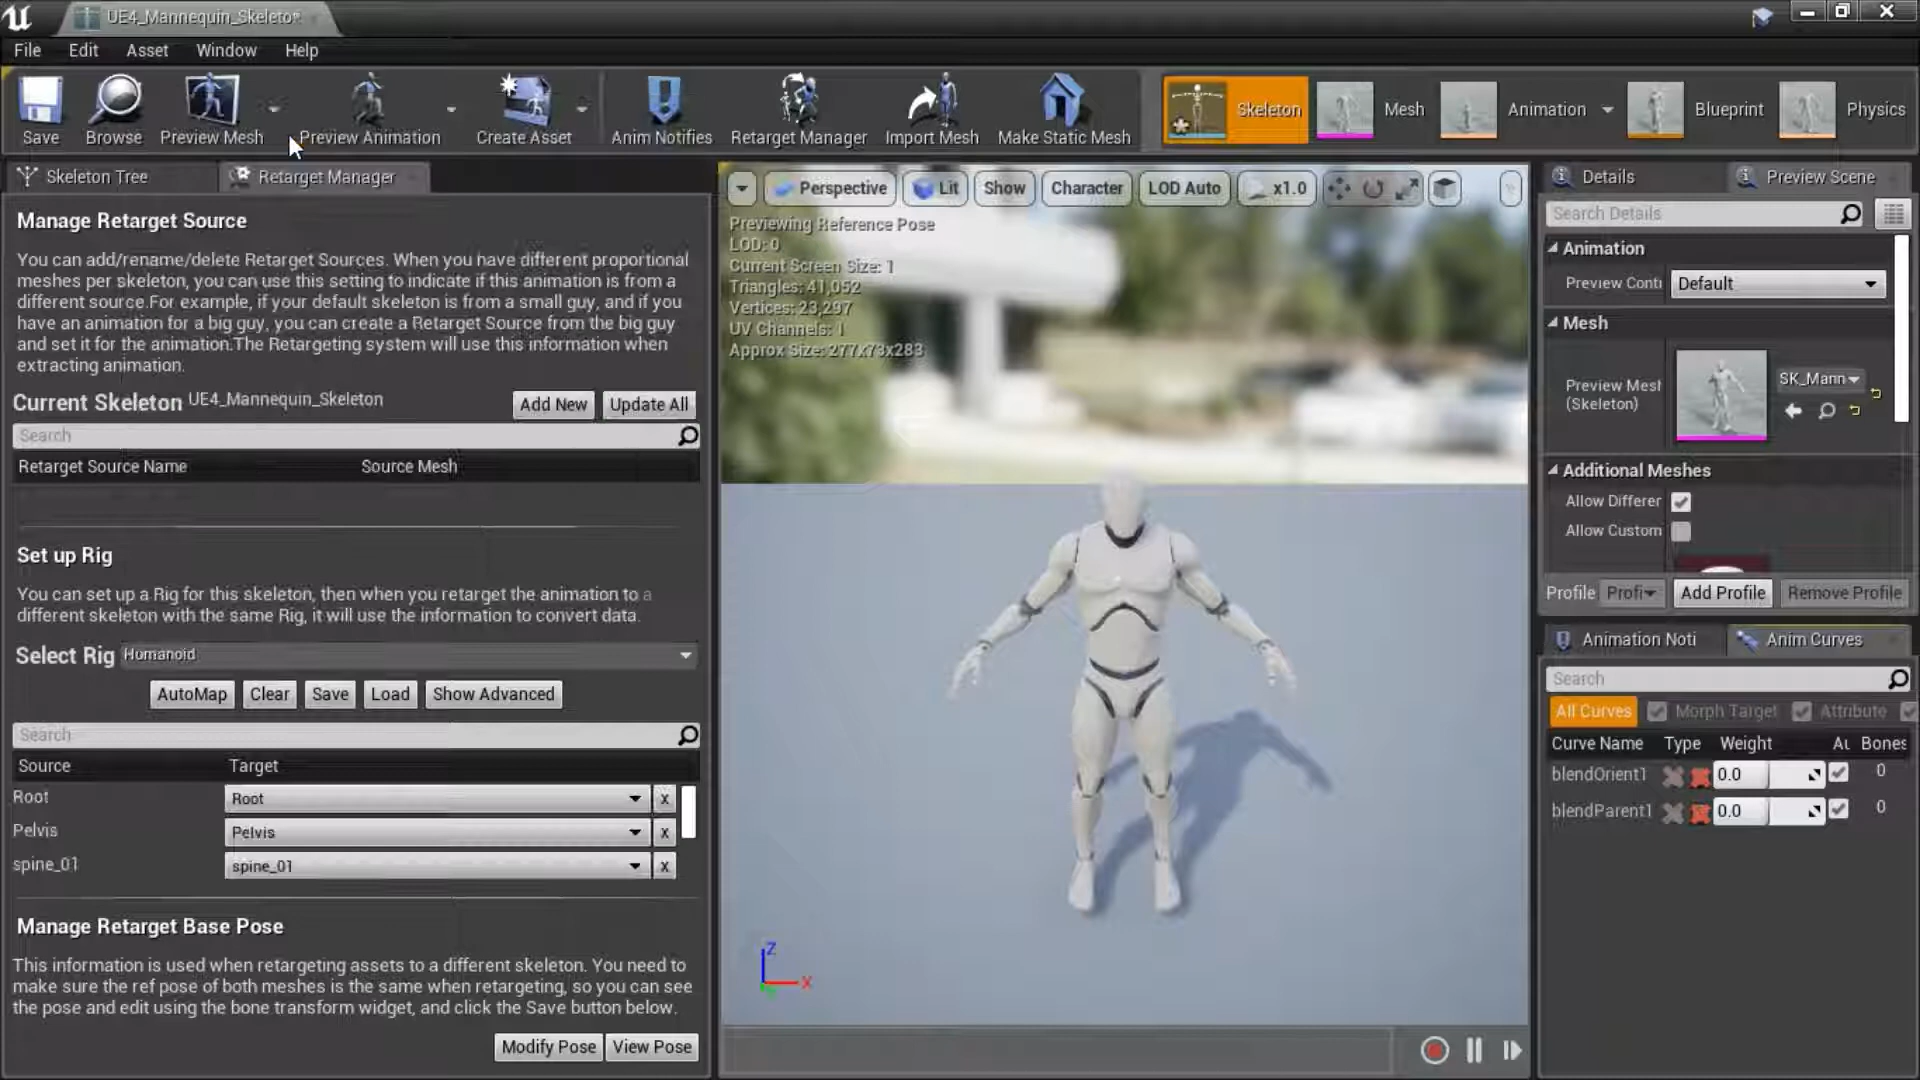 UE4_Mannequin_Skeleto*
File Edit Asset Window Help
Save Browse Preview Mesh Preview Animation Create Asset Anim Notifies Retarget Manager Import Mesh Make Static Mesh Skeleton Mesh Animation Blueprint Physics
Skeleton Tree Retarget Manager
Manage Retarget Source
You can add/rename/delete Retarget Sources. When you have different proportional
meshes per skeleton, you can use this setting to indicate if this animation is from a
different source.For example, if your default skeleton is from a small guy, and if you
have an animation for a big guy, you can create a Retarget Source from the big guy
and set it for the animation.The Retargeting system will use this information when
extracting animation.
Current Skeleton UE4_Mannequin_Skeleton Add New Update All
Search
Retarget Source Name Source Mesh
Set up Rig
You can set up a Rig for this skeleton, then when you retarget the animation to a
different skeleton with the same Rig, it will use the information to convert data.
Select Rig Humanoid
AutoMap Clear Save Load Show Advanced
Search
Source Target
Root Root x
Pelvis Pelvis x
spine_01 spine_01 x
Manage Retarget Base Pose
This information is used when retargeting assets to a different skeleton. You need to
make sure the ref pose of both meshes is the same when retargeting, so you can see
the pose and edit using the bone transform widget, and click the Save button below.
Modify Pose View Pose
Perspective Lit Show Character LOD Auto x1.0
Previewing Reference Pose
LOD: 0
Current Screen Size: 1
Triangles: 41,052
Vertices: 23,297
UV Channels: 1
Approx Size: 277x73x283
Z
X
Details Preview Scene
Search Details
Animation
Preview Conti Default
Mesh
Preview Mesh
(Skeleton)
SK_Mann
Additional Meshes
Allow Differer
Allow Custom
Profile Profi Add Profile Remove Profile
Animation Noti Anim Curves
Search
All Curves Morph Target Attribute
Curve Name Type Weight Au Bones
blendOrient1 0.0 0
blendParent1 0.0 0